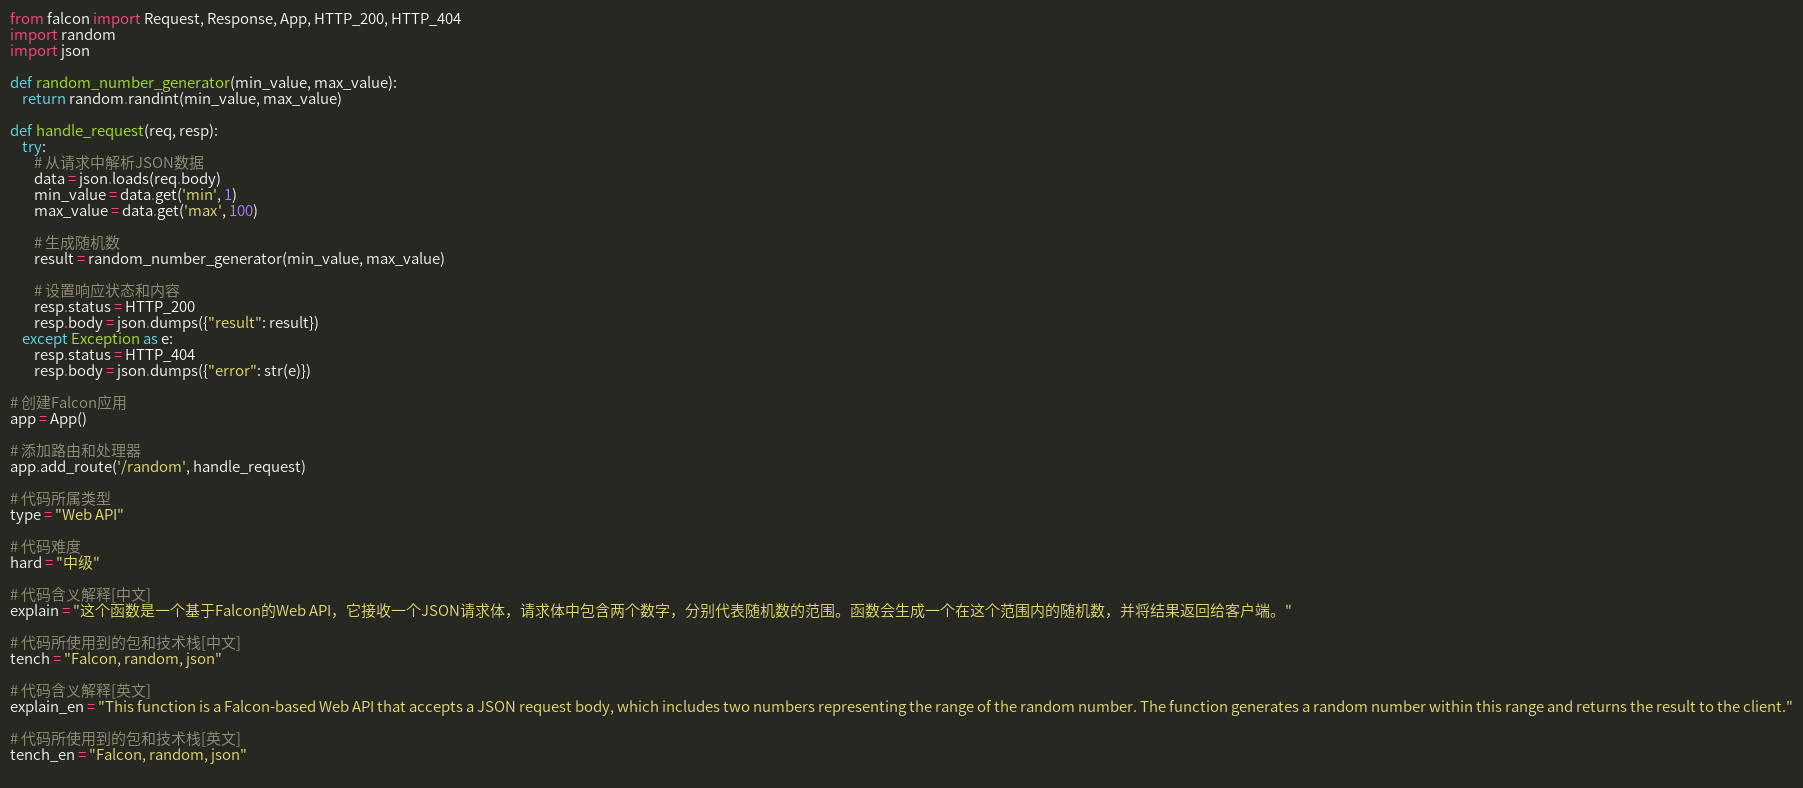 from falcon import Request, Response, App, HTTP_200, HTTP_404
import random
import json
def random_number_generator(min_value, max_value):
return random.randint(min_value, max_value)
def handle_request(req, resp):
try:
# 从请求中解析JSON数据
data = json.loads(req.body)
min_value = data.get('min', 1)
max_value = data.get('max', 100)
# 生成随机数
result = random_number_generator(min_value, max_value)
# 设置响应状态和内容
resp.status = HTTP_200
resp.body = json.dumps({"result": result})
except Exception as e:
resp.status = HTTP_404
resp.body = json.dumps({"error": str(e)})
# 创建Falcon应用
app = App()
# 添加路由和处理器
app.add_route('/random', handle_request)
# 代码所属类型
type = "Web API"
# 代码难度
hard = "中级"
# 代码含义解释[中文]
explain = "这个函数是一个基于Falcon的Web API，它接收一个JSON请求体，请求体中包含两个数字，分别代表随机数的范围。函数会生成一个在这个范围内的随机数，并将结果返回给客户端。"
# 代码所使用到的包和技术栈[中文]
tench = "Falcon, random, json"
# 代码含义解释[英文]
explain_en = "This function is a Falcon-based Web API that accepts a JSON request body, which includes two numbers representing the range of the random number. The function generates a random number within this range and returns the result to the client."
# 代码所使用到的包和技术栈[英文]
tench_en = "Falcon, random, json"